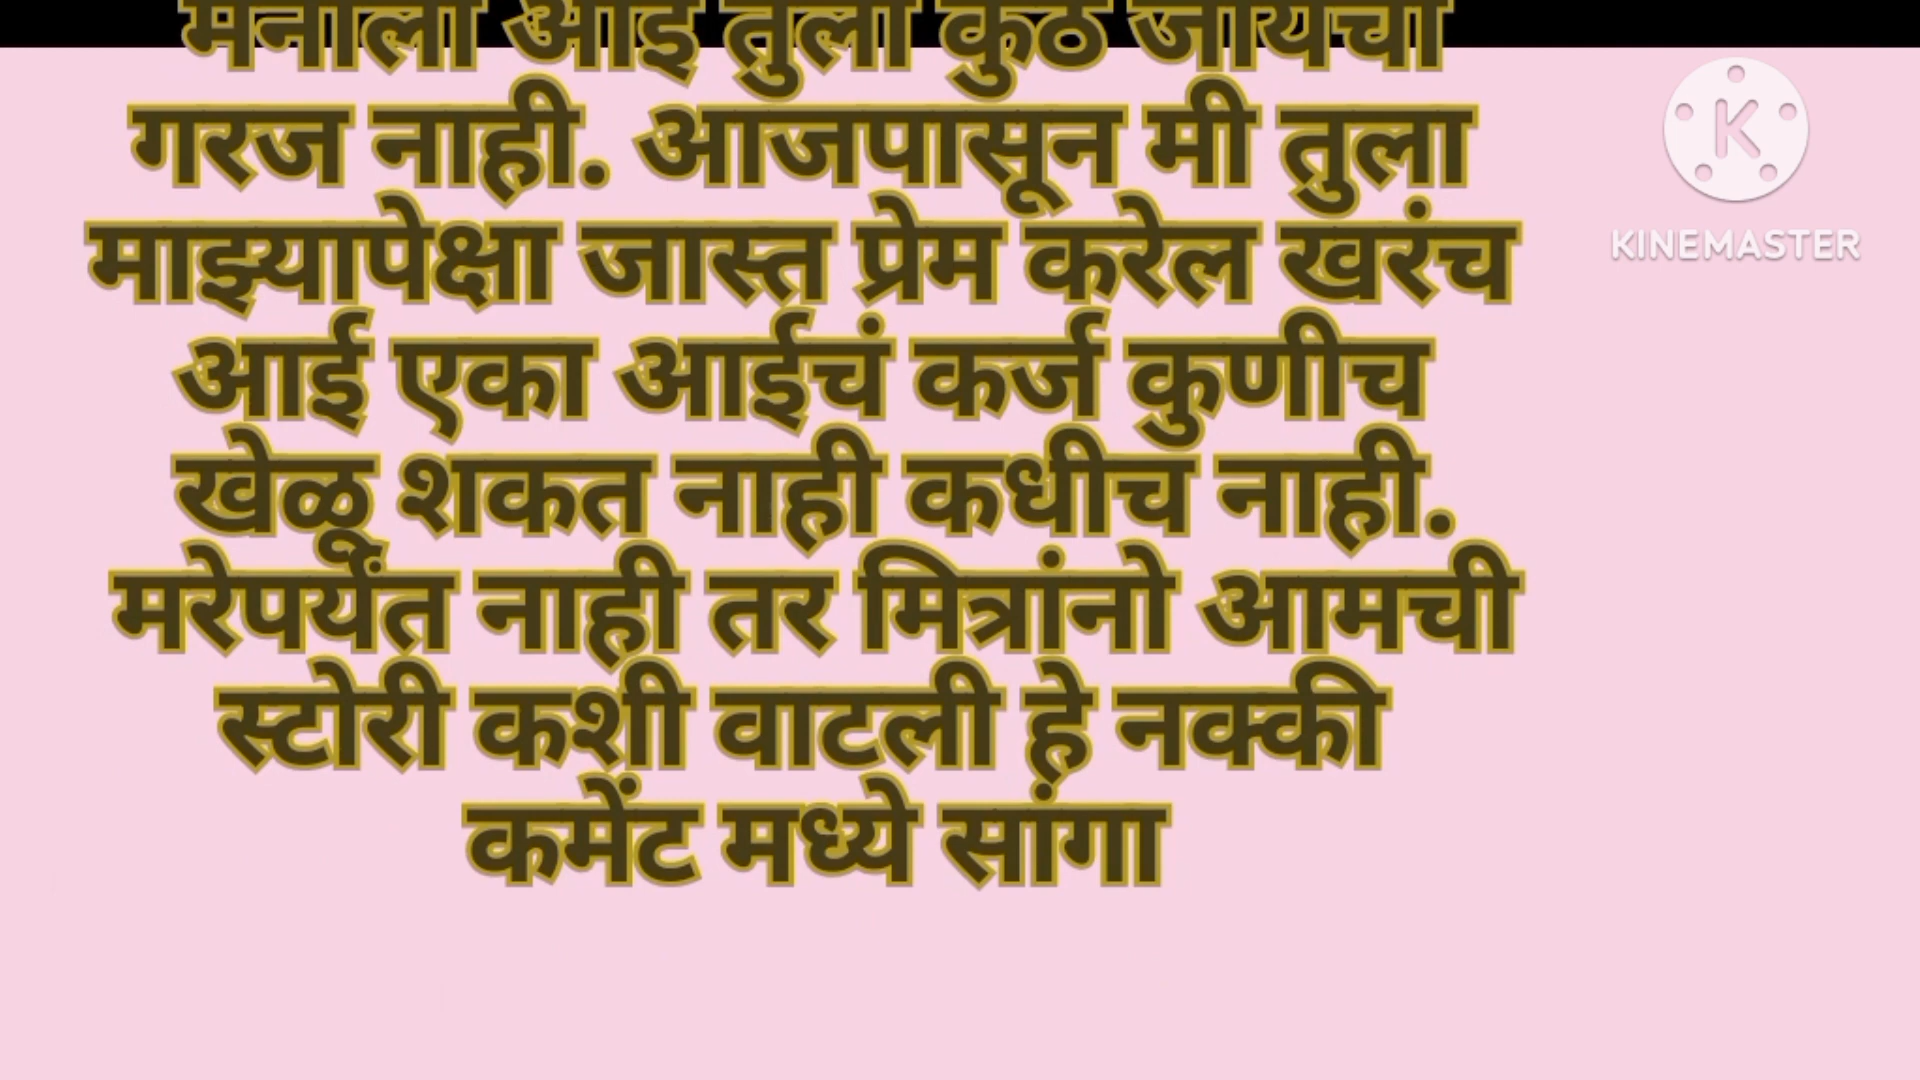 मनाला आई तुला कुठे जायची
गरज नाही. आजपासून मी तुला
माझ्यापेक्षा जास्त प्रेम करेल खरंच
आई एका आईचं कर्ज कुणीच
खेळू शकत नाही कधीच नाही.
मरेपर्यंत नाही तर मित्रांनो आमची
स्टोरी कशी वाटली हे नक्की
कमेंट मध्ये सांगा
K
KINEMASTER